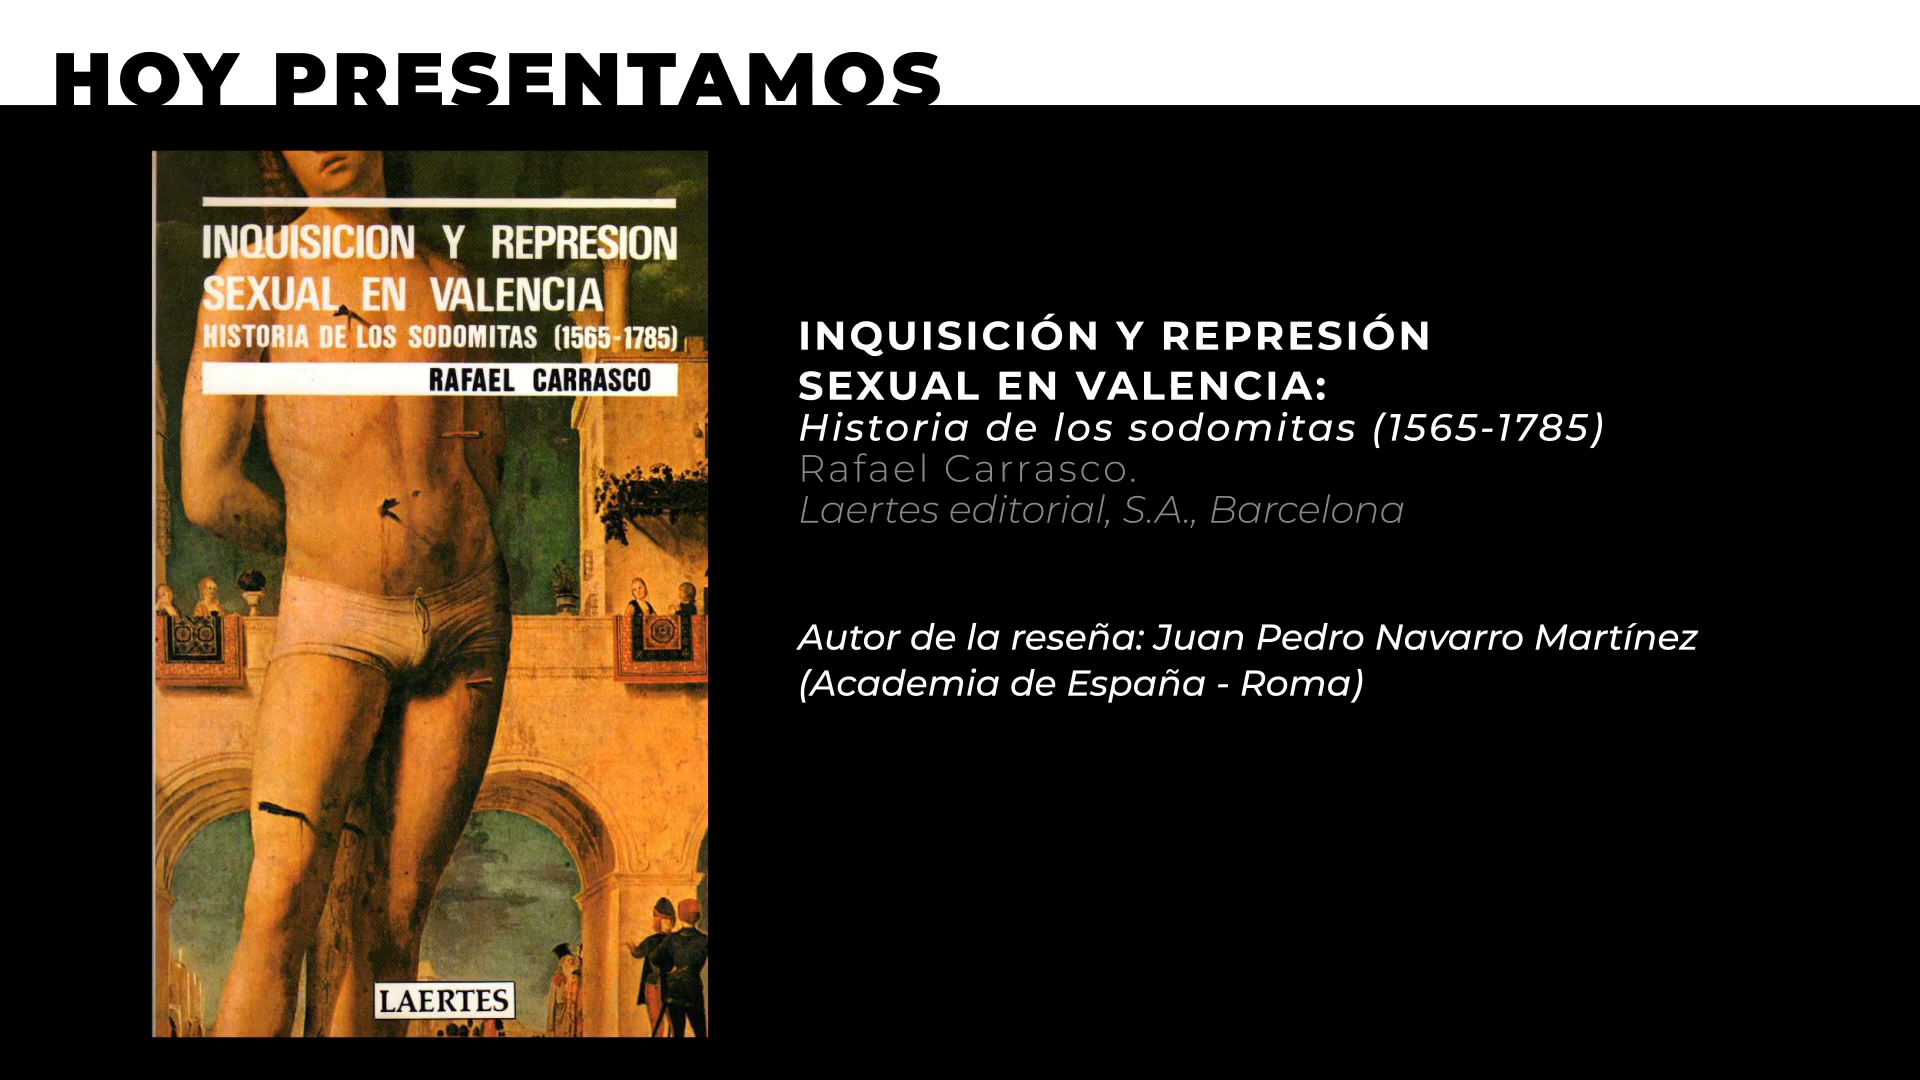 HOY PRESENTAMOS
INQUISICION Y REPRESION
SEXUAL EN VALENCIA
HISTORIA DE LOS SODOMITAS (1565-1785)
RAFAEL CARRASCO
LAERTES
INQUISICIÓN Y REPRESIÓN
SEXUAL EN VALENCIA:
Historia de los sodomitas (1565-1785)
Rafael Carrasco.
Laertes editorial, S.A., Barcelona
Autor de la reseña: Juan Pedro Navarro Martínez
(Academia de España - Roma)